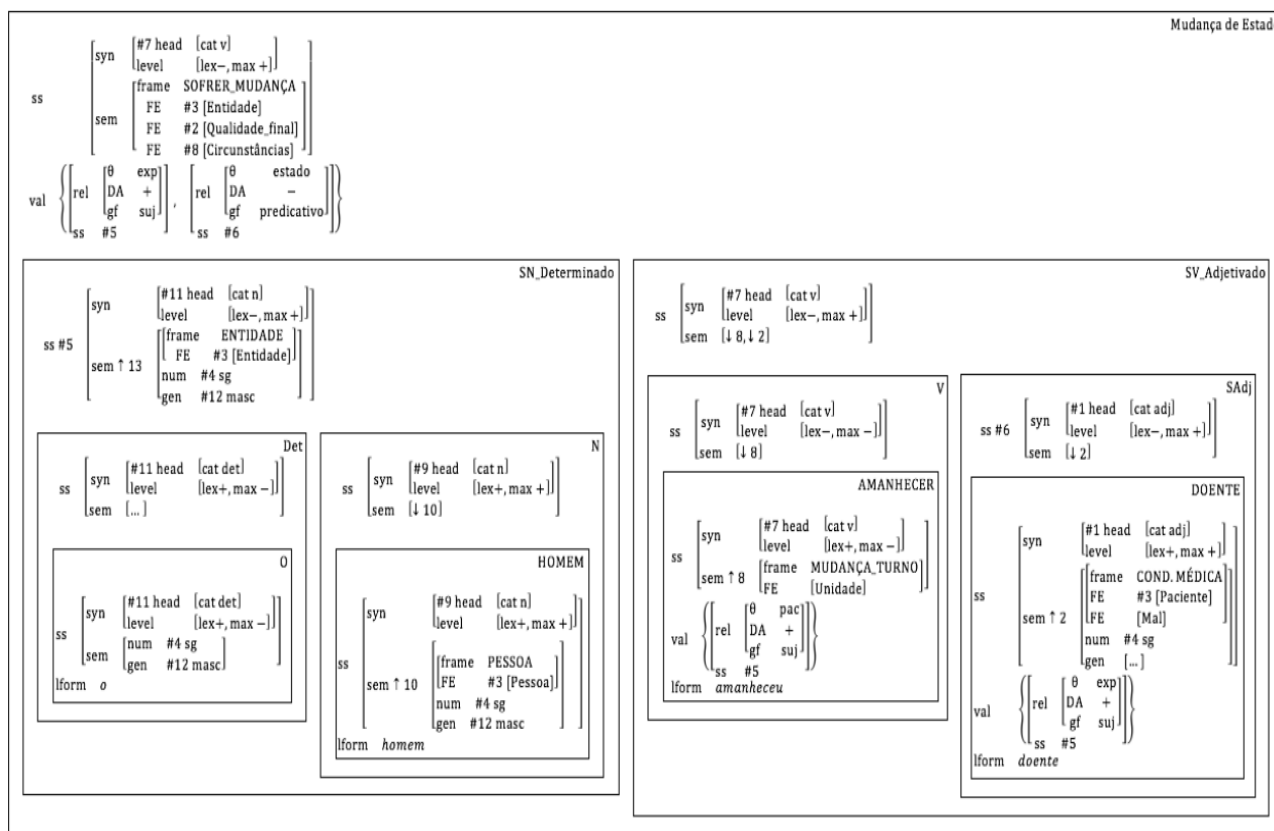 Mudança de Estad
ss
syn [#7 head [cat v]
level [lex−, max +]]
sem [frame SOFRER_MUDANÇA
FE #3 [Entidade]
FE #2 [Qualidade_final]
FE #8 [Circunstâncias]]
val {[rel [θ exp
DA +
gf suj]
ss #5] , [rel [θ estado
DA −
gf predicativo]
ss #6]}
SN_Determinado
ss #5
syn [#11 head [cat n]
level [lex−, max +]]
sem ↑ 13 [[frame ENTIDADE
FE #3 [Entidade]]
num #4 sg
gen #12 masc]
Det
ss
syn [#11 head [cat det]
level [lex+, max −]]
sem [...]
O
ss
syn [#11 head [cat det]
level [lex+, max −]]
sem [num #4 sg
gen #12 masc]
lform o
N
ss
syn [#9 head [cat n]
level [lex+, max +]]
sem [↓ 10]
HOMEM
ss
syn [#9 head [cat n]
level [lex+, max +]]
sem ↑ 10 [[frame PESSOA
FE #3 [Pessoa]]
num #4 sg
gen #12 masc]
lform homem
SV_Adjetivado
ss
syn [#7 head [cat v]
level [lex−, max +]]
sem [↓ 8,↓ 2]
V
ss
syn [#7 head [cat v]
level [lex−, max −]]
sem [↓ 8]
AMANHECER
ss
syn [#7 head [cat v]
level [lex+, max −]]
sem ↑ 8 [frame MUDANÇA_TURNO
FE [Unidade]]
val {[rel [θ pac
DA +
gf suj]
ss #5]}
lform amanheceu
SAdj
ss #6
syn [#1 head [cat adj]
level [lex−, max +]]
sem [↓ 2]
DOENTE
ss
syn [#1 head [cat adj]
level [lex+, max +]]
sem ↑ 2 [[frame COND. MÉDICA
FE #3 [Paciente]
FE [Mal]]
num #4 sg
gen [...]]
val {[rel [θ exp
DA +
gf suj]
ss #5]}
lform doente